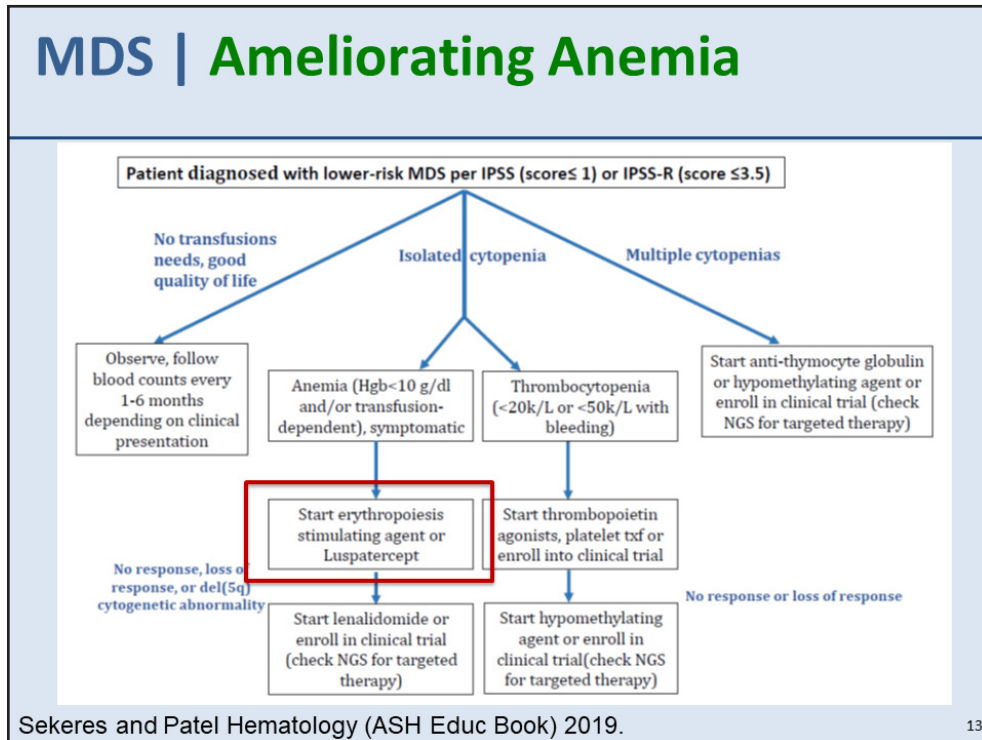 MDS | Ameliorating Anemia
Patient diagnosed with lower-risk MDS per IPSS (score≤ 1) or IPSS-R (score ≤3.5)
No transfusions
needs, good
quality of life
Isolated cytopenia
Multiple cytopenias
Observe, follow
blood counts every
1-6 months
depending on clinical
presentation
Anemia (Hgb<10 g/dl
and/or transfusion-
dependent), symptomatic
Thrombocytopenia
(<20k/L or <50k/L with
bleeding)
Start anti-thymocyte globulin
or hypomethylating agent or
enroll in clinical trial (check
NGS for targeted therapy)
Start erythropoiesis
stimulating agent or
Luspatercept
Start thrombopoietin
agonists, platelet txf or
enroll into clinical trial
No response, loss of
response, or del(5q)
cytogenetic abnormality
No response or loss of response
Start lenalidomide or
enroll in clinical trial
(check NGS for targeted
therapy)
Start hypomethylating
agent or enroll in
clinical trial(check NGS
for targeted therapy)
Sekeres and Patel Hematology (ASH Educ Book) 2019.
13